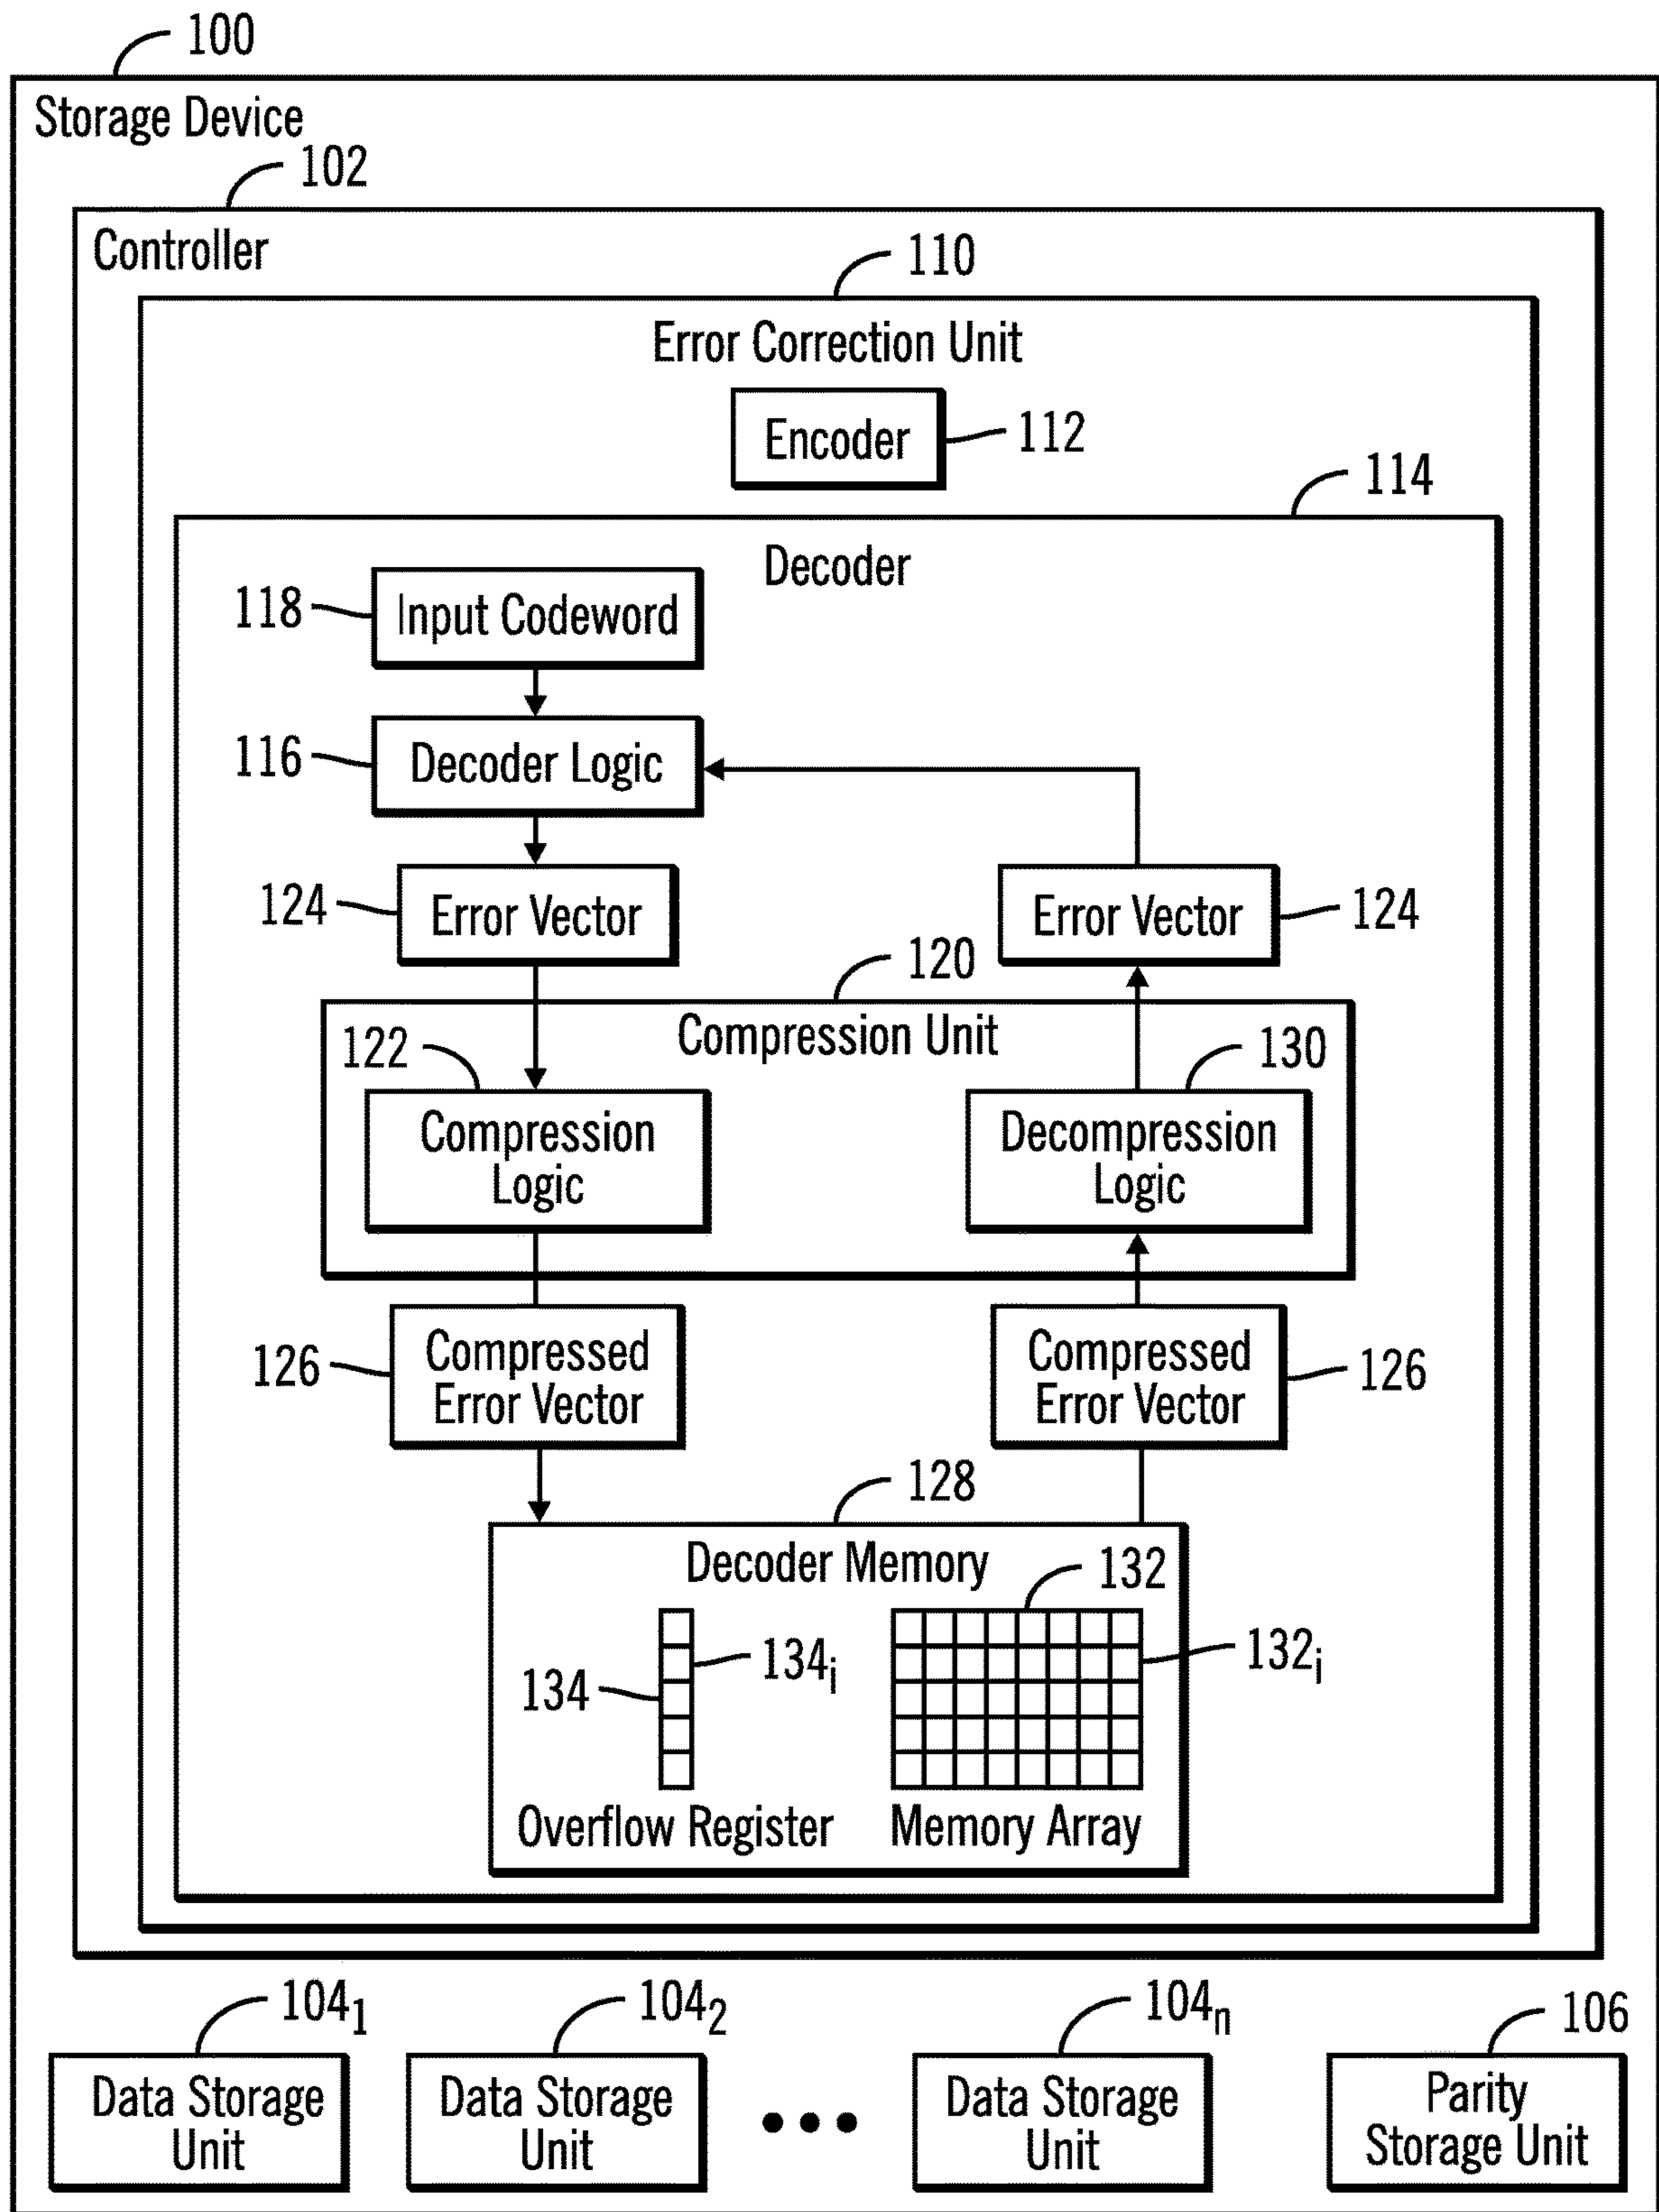 100
Storage Device
102
Controller
110
Error Correction Unit
Encoder
112
114
Decoder
118
Input Codeword
116
Decoder Logic
124
Error Vector
Error Vector
124
120
Compression Unit
122
130
Compression
Logic
Decompression
Logic
126
Compressed
Error Vector
Compressed
Error Vector
126
128
Decoder Memory
132
134
134i
132i
Overflow Register
Memory Array
1041
1042
104n
106
Data Storage
Unit
Data Storage
Unit
•••
Data Storage
Unit
Parity
Storage Unit